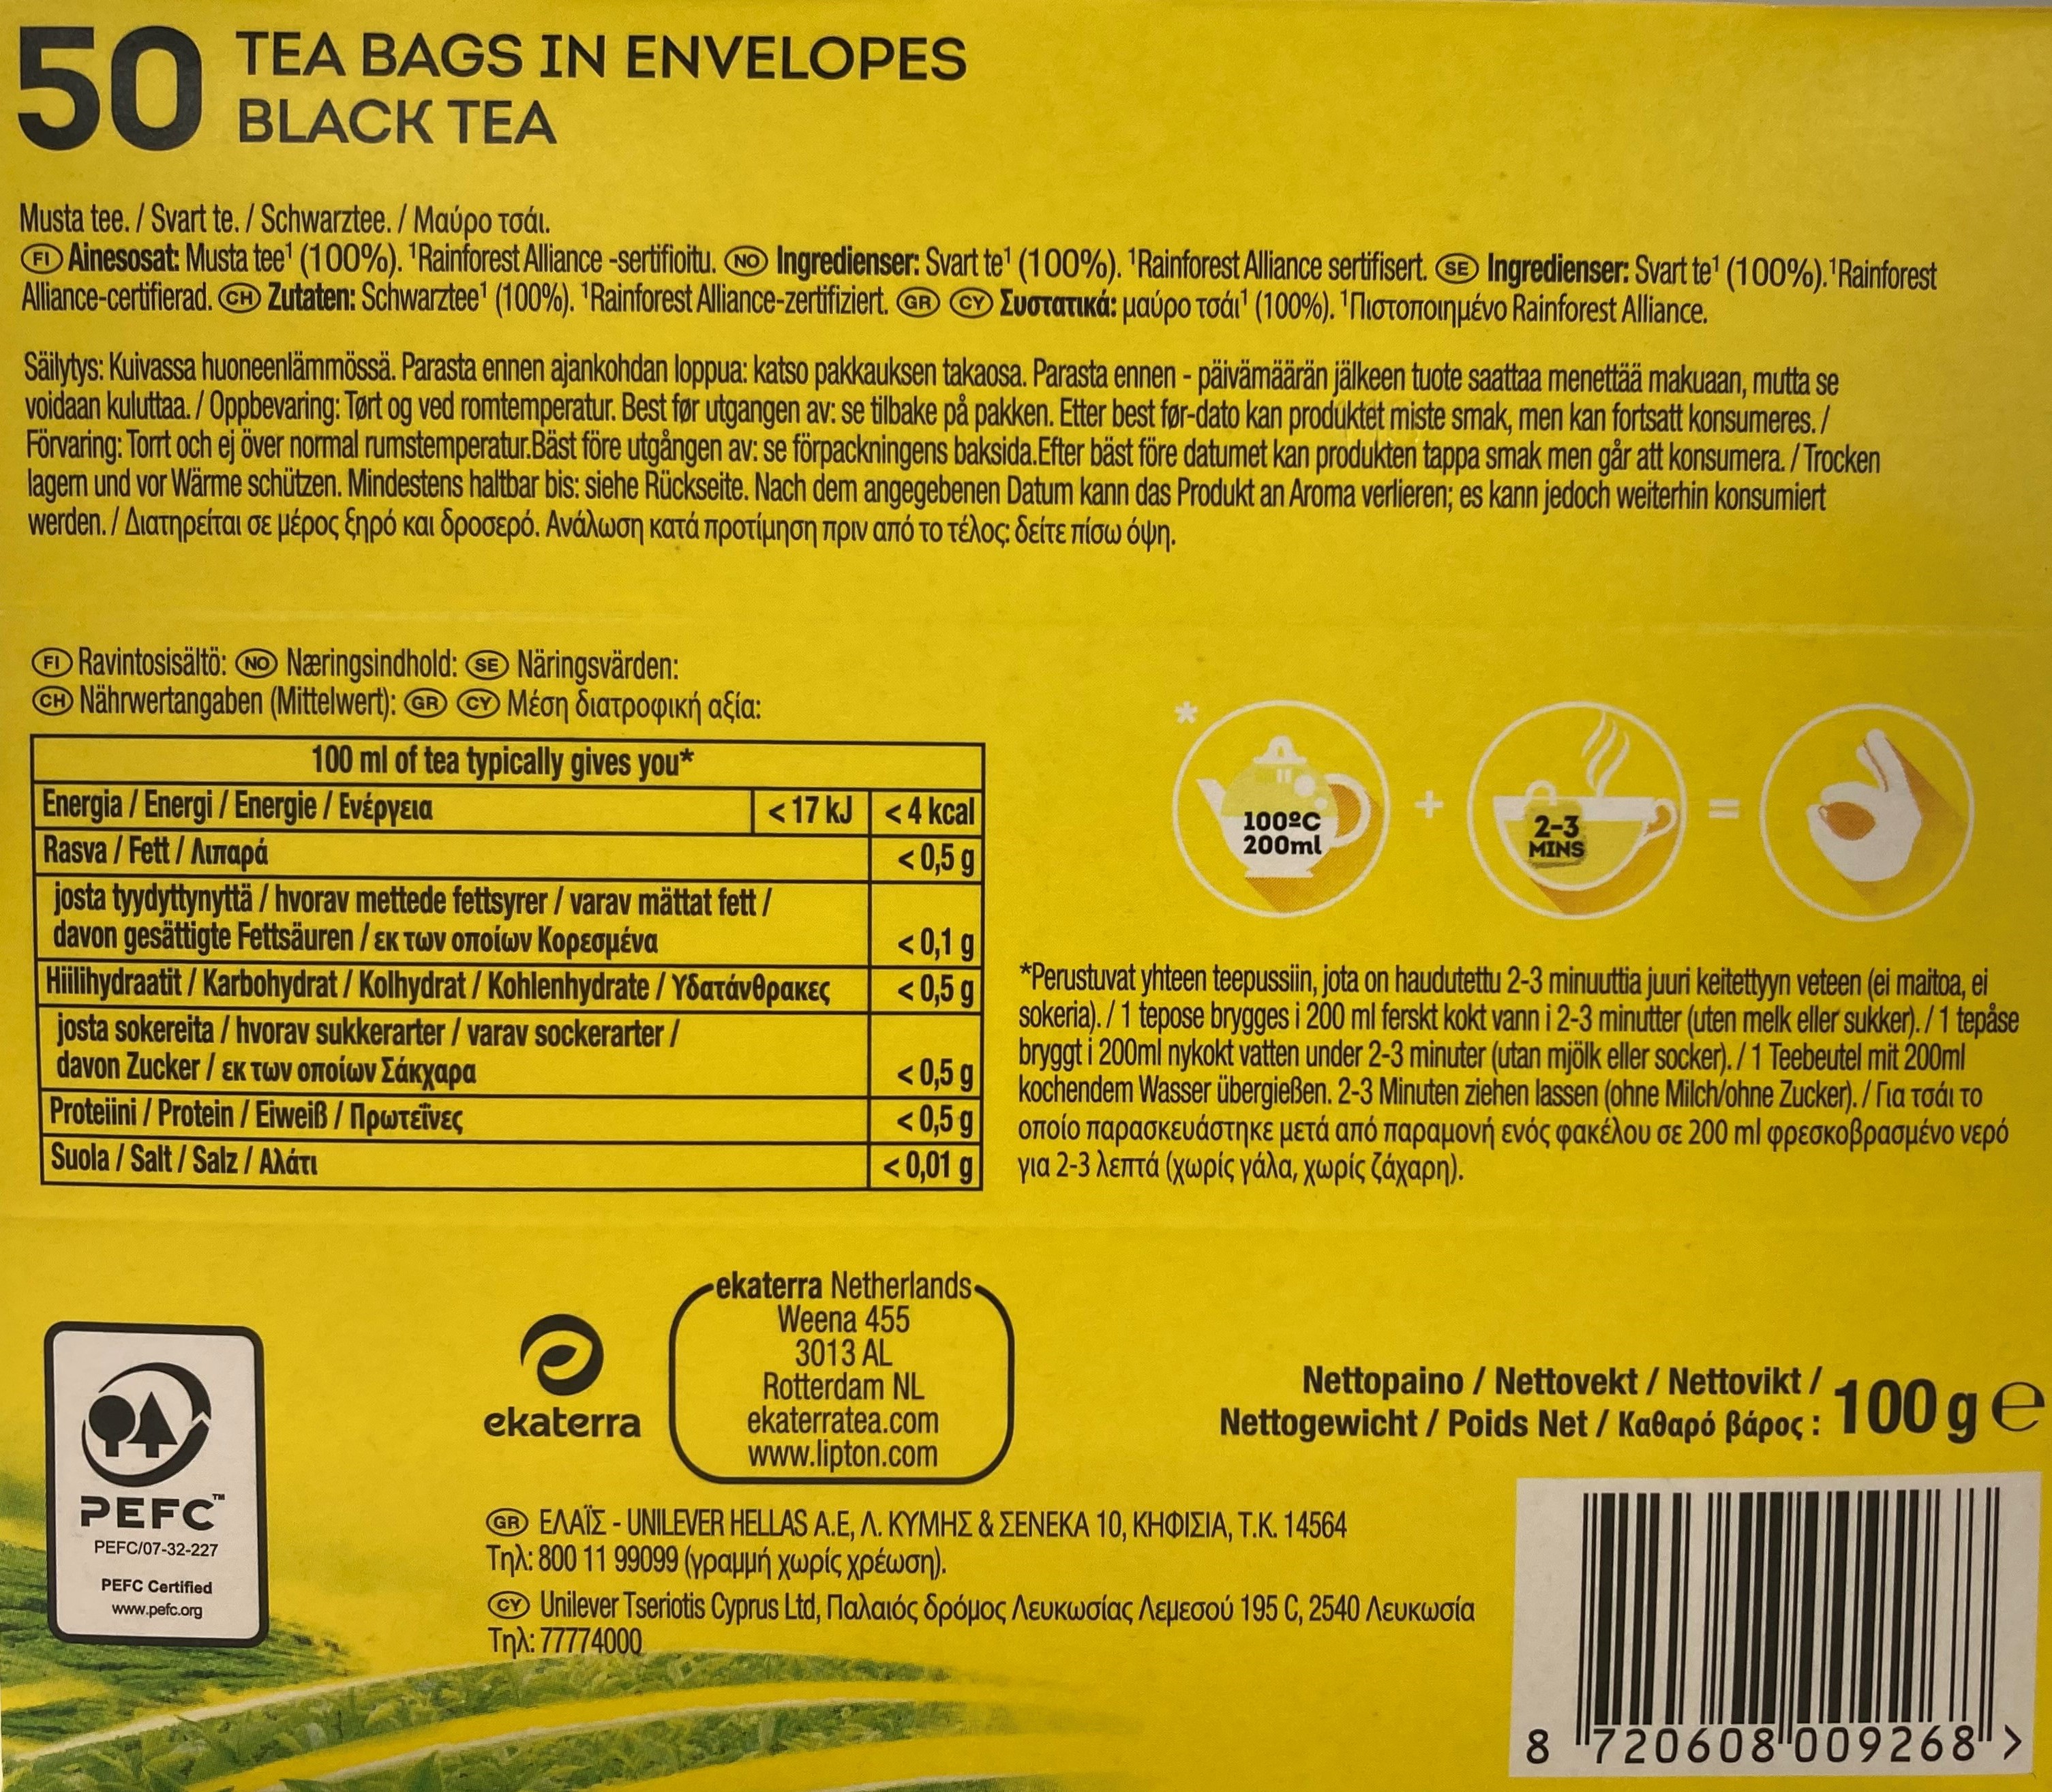 50 TEA BAGS IN ENVELOPES
BLACK TEA
Musta tee. / Svart te. / Schwarztee. / Μαύρο τσάι.
FI Ainesosat: Musta tee¹ (100%). ¹Rainforest Alliance -sertifioitu. NO Ingredienser: Svart te¹ (100%). ¹Rainforest Alliance sertifisert. SE Ingredienser: Svart te¹ (100%).¹Rainforest
Alliance-certifierad. CH Zutaten: Schwarztee¹ (100%). ¹Rainforest Alliance-zertifiziert. GR CY Συστατικά: μαύρο τσάι¹ (100%). ¹Πιστοποιημένο Rainforest Alliance.
Säilytys: Kuivassa huoneenlämmössä. Parasta ennen ajankohdan loppua: katso pakkauksen takaosa. Parasta ennen - päivämäärän jälkeen tuote saattaa menettää makuaan, mutta se
voidaan kuluttaa. / Oppbevaring: Tørt og ved romtemperatur. Best før utgangen av: se tilbake på pakken. Etter best før-dato kan produktet miste smak, men kan fortsatt konsumeres. /
Förvaring: Torrt och ej över normal rumstemperatur.Bäst före utgången av: se förpackningens baksida.Efter bäst före datumet kan produkten tappa smak men går att konsumera. / Trocken
lagern und vor Wärme schützen. Mindestens haltbar bis: siehe Rückseite. Nach dem angegebenen Datum kann das Produkt an Aroma verlieren; es kann jedoch weiterhin konsumiert
werden. / Διατηρείται σε μέρος ξηρό και δροσερό. Ανάλωση κατά προτίμηση πριν από το τέλος: δείτε πίσω όψη.
FI Ravintosisältö: NO Næringsindhold: SE Näringsvärden:
CH Nährwertangaben (Mittelwert): GR CY Μέση διατροφική αξία:
100 ml of tea typically gives you*
Energia / Energi / Energie / Ενέργεια < 17 kJ < 4 kcal
Rasva / Fett / Λιπαρά < 0,5 g
josta tyydyttynyttä / hvorav mettede fettsyrer / varav mättat fett /
davon gesättigte Fettsäuren / εκ των οποίων Κορεσμένα < 0,1 g
Hiilihydraatit / Karbohydrat / Kolhydrat / Kohlenhydrate / Υδατάνθρακες < 0,5 g
josta sokereita / hvorav sukkerarter / varav sockerarter /
davon Zucker / εκ των οποίων Σάκχαρα < 0,5 g
Proteiini / Protein / Eiweiß / Πρωτεΐνες < 0,5 g
Suola / Salt / Salz / Αλάτι < 0,01 g
*
100ºC
200ml
+
2-3
MINS
=
*Perustuvat yhteen teepussiin, jota on haudutettu 2-3 minuuttia juuri keitettyyn veteen (ei maitoa, ei
sokeria). / 1 tepose brygges i 200 ml ferskt kokt vann i 2-3 minutter (uten melk eller sukker). / 1 tepåse
bryggt i 200ml nykokt vatten under 2-3 minuter (utan mjölk eller socker). / 1 Teebeutel mit 200ml
kochendem Wasser übergießen. 2-3 Minuten ziehen lassen (ohne Milch/ohne Zucker). / Για τσάι το
οποίο παρασκευάστηκε μετά από παραμονή ενός φακέλου σε 200 ml φρεσκοβρασμένο νερό
για 2-3 λεπτά (χωρίς γάλα, χωρίς ζάχαρη).
PEFC™
PEFC/07-32-227
PEFC Certified
www.pefc.org
ekaterra
ekaterra Netherlands
Weena 455
3013 AL
Rotterdam NL
ekaterratea.com
www.lipton.com
Nettopaino / Nettovekt / Nettovikt /
Nettogewicht / Poids Net / Καθαρό βάρος : 100 g ℮
GR ΕΛΑΪΣ - UNILEVER HELLAS A.E, Λ. ΚΥΜΗΣ & ΣΕΝΕΚΑ 10, ΚΗΦΙΣΙΑ, Τ.Κ. 14564
Τηλ: 800 11 99099 (γραμμή χωρίς χρέωση).
CY Unilever Tseriotis Cyprus Ltd, Παλαιός δρόμος Λευκωσίας Λεμεσού 195 C, 2540 Λευκωσία
Τηλ: 77774000
8 720608 009268 >